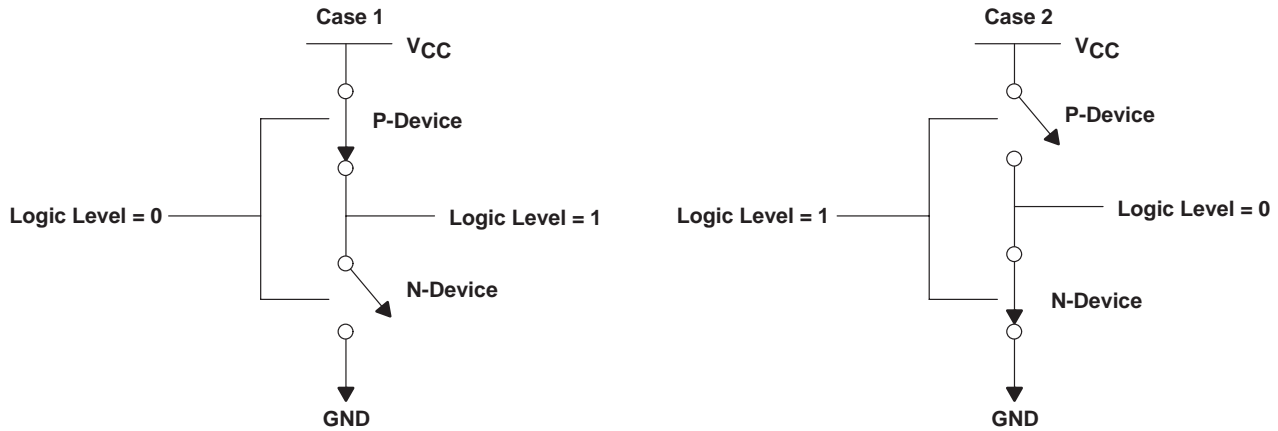 Case 1
VCC
P-Device
Logic Level = 0
Logic Level = 1
N-Device
GND
Case 2
VCC
P-Device
Logic Level = 1
Logic Level = 0
N-Device
GND